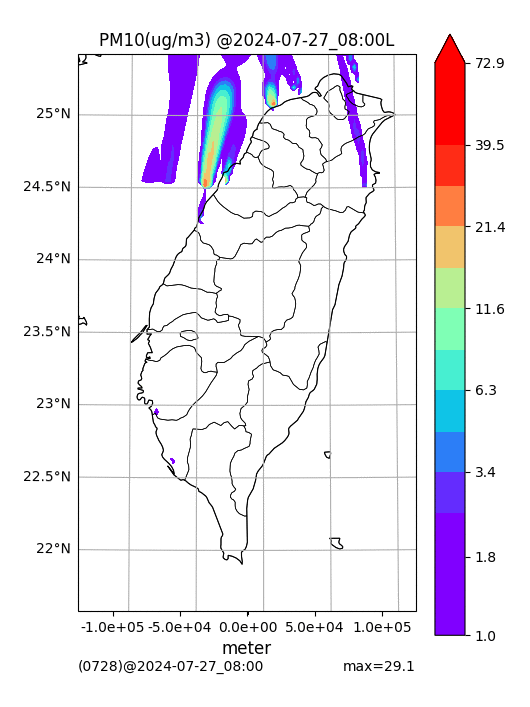 PM10(ug/m3) @2024-07-27_08:00L
72.9
39.5
21.4
11.6
6.3
3.4
1.8
1.0
25°N
24.5°N
24°N
23.5°N
23°N
22.5°N
22°N
-1.0e+05 -5.0e+04 0.0e+00 5.0e+04 1.0e+05
meter
(0728)@2024-07-27_08:00 max=29.1